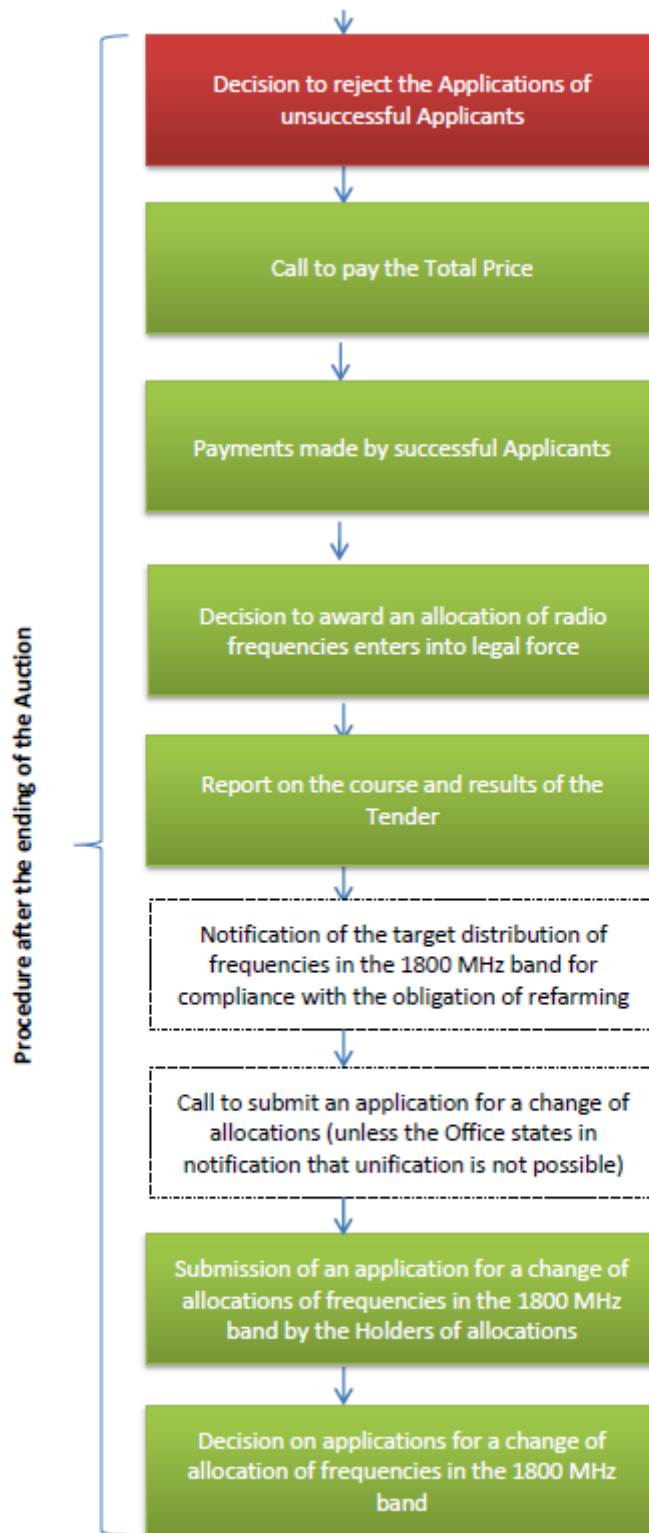 Decision to reject the Applications of
unsuccessful Applicants
Call to pay the Total Price
Payments made by successful Applicants
Decision to award an allocation of radio
frequencies enters into legal force
Report on the course and results of the
Tender
Procedure after the ending of the Auction
Notification of the target distribution of
frequencies in the 1800 MHz band for
compliance with the obligation of refarming
Call to submit an application for a change of
allocations (unless the Office states in
notification that unification is not possible)
Submission of an application for a change of
allocations of frequencies in the 1800 MHz
band by the Holders of allocations
Decision on applications for a change of
allocation of frequencies in the 1800 MHz
band